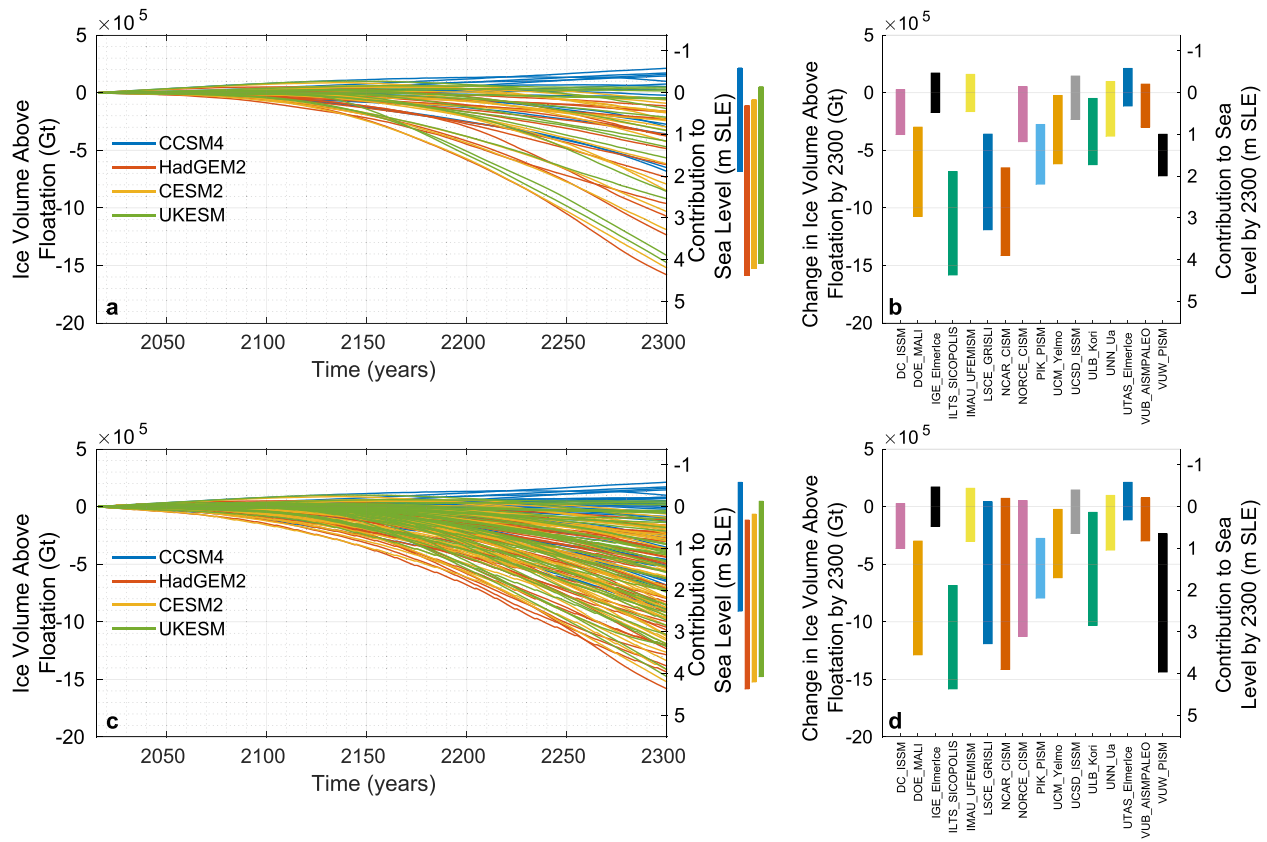 ×10 5
5
0
-5
-10
-15
-20
Ice Volume Above
Floatation (Gt)
CCSM4
HadGEM2
CESM2
UKESM
a
2050
2100
2150
2200
2250
2300
Time (years)
-1
0
1
2
3
4
5
Contribution to
Sea Level (m SLE)
×10 5
5
0
-5
-10
-15
-20
Change in Ice Volume Above
Floatation by 2300 (Gt)
b
DC_ISSM
DOE_MALI
IGE_ElmerIce
ILTS_SICOPOLIS
IMAU_UFEMISM
LSCE_GRISLI
NCAR_CISM
NORCE_CISM
PIK_PISM
UCM_Yelmo
UCSD_ISSM
ULB_Kori
UNN_Ua
UTAS_ElmerIce
VUB_AISMPALEO
VUW_PISM
-1
0
1
2
3
4
5
Contribution to Sea
Level by 2300 (m SLE)
×10 5
5
0
-5
-10
-15
-20
Ice Volume Above
Floatation (Gt)
CCSM4
HadGEM2
CESM2
UKESM
c
2050
2100
2150
2200
2250
2300
Time (years)
-1
0
1
2
3
4
5
Contribution to
Sea Level (m SLE)
×10 5
5
0
-5
-10
-15
-20
Change in Ice Volume Above
Floatation by 2300 (Gt)
d
DC_ISSM
DOE_MALI
IGE_ElmerIce
ILTS_SICOPOLIS
IMAU_UFEMISM
LSCE_GRISLI
NCAR_CISM
NORCE_CISM
PIK_PISM
UCM_Yelmo
UCSD_ISSM
ULB_Kori
UNN_Ua
UTAS_ElmerIce
VUB_AISMPALEO
VUW_PISM
-1
0
1
2
3
4
5
Contribution to Sea
Level by 2300 (m SLE)